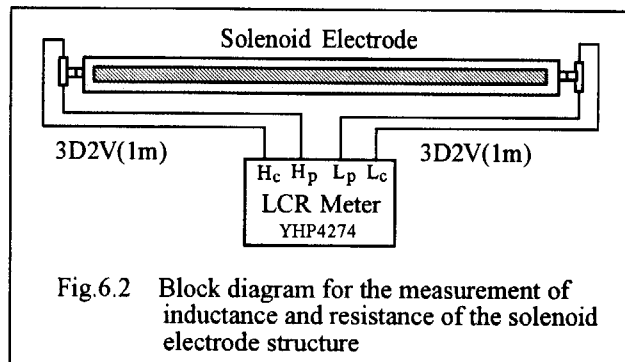 Solenoid Electrode
3D2V(1m)
3D2V(1m)
Hc Hp Lp Lc
LCR Meter
YHP4274
Fig.6.2 Block diagram for the measurement of
inductance and resistance of the solenoid
electrode structure